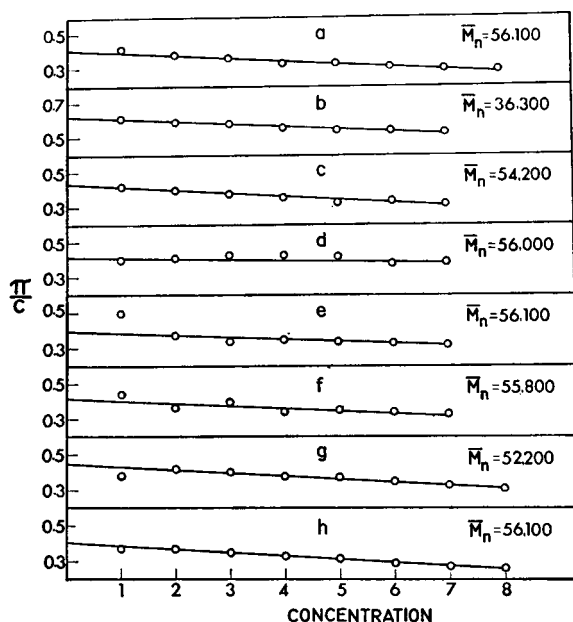 0.5 a M̄n=56.100
0.3
0.7 b M̄n=36.300
0.5
0.5 c M̄n=54.200
0.3
0.5 d M̄n=56.000
0.3
π/c
0.5 e M̄n=56.100
0.3
0.5 f M̄n=55.800
0.3
0.5 g M̄n=52.200
0.3
0.5 h M̄n=56.100
0.3
1 2 3 4 5 6 7 8
CONCENTRATION